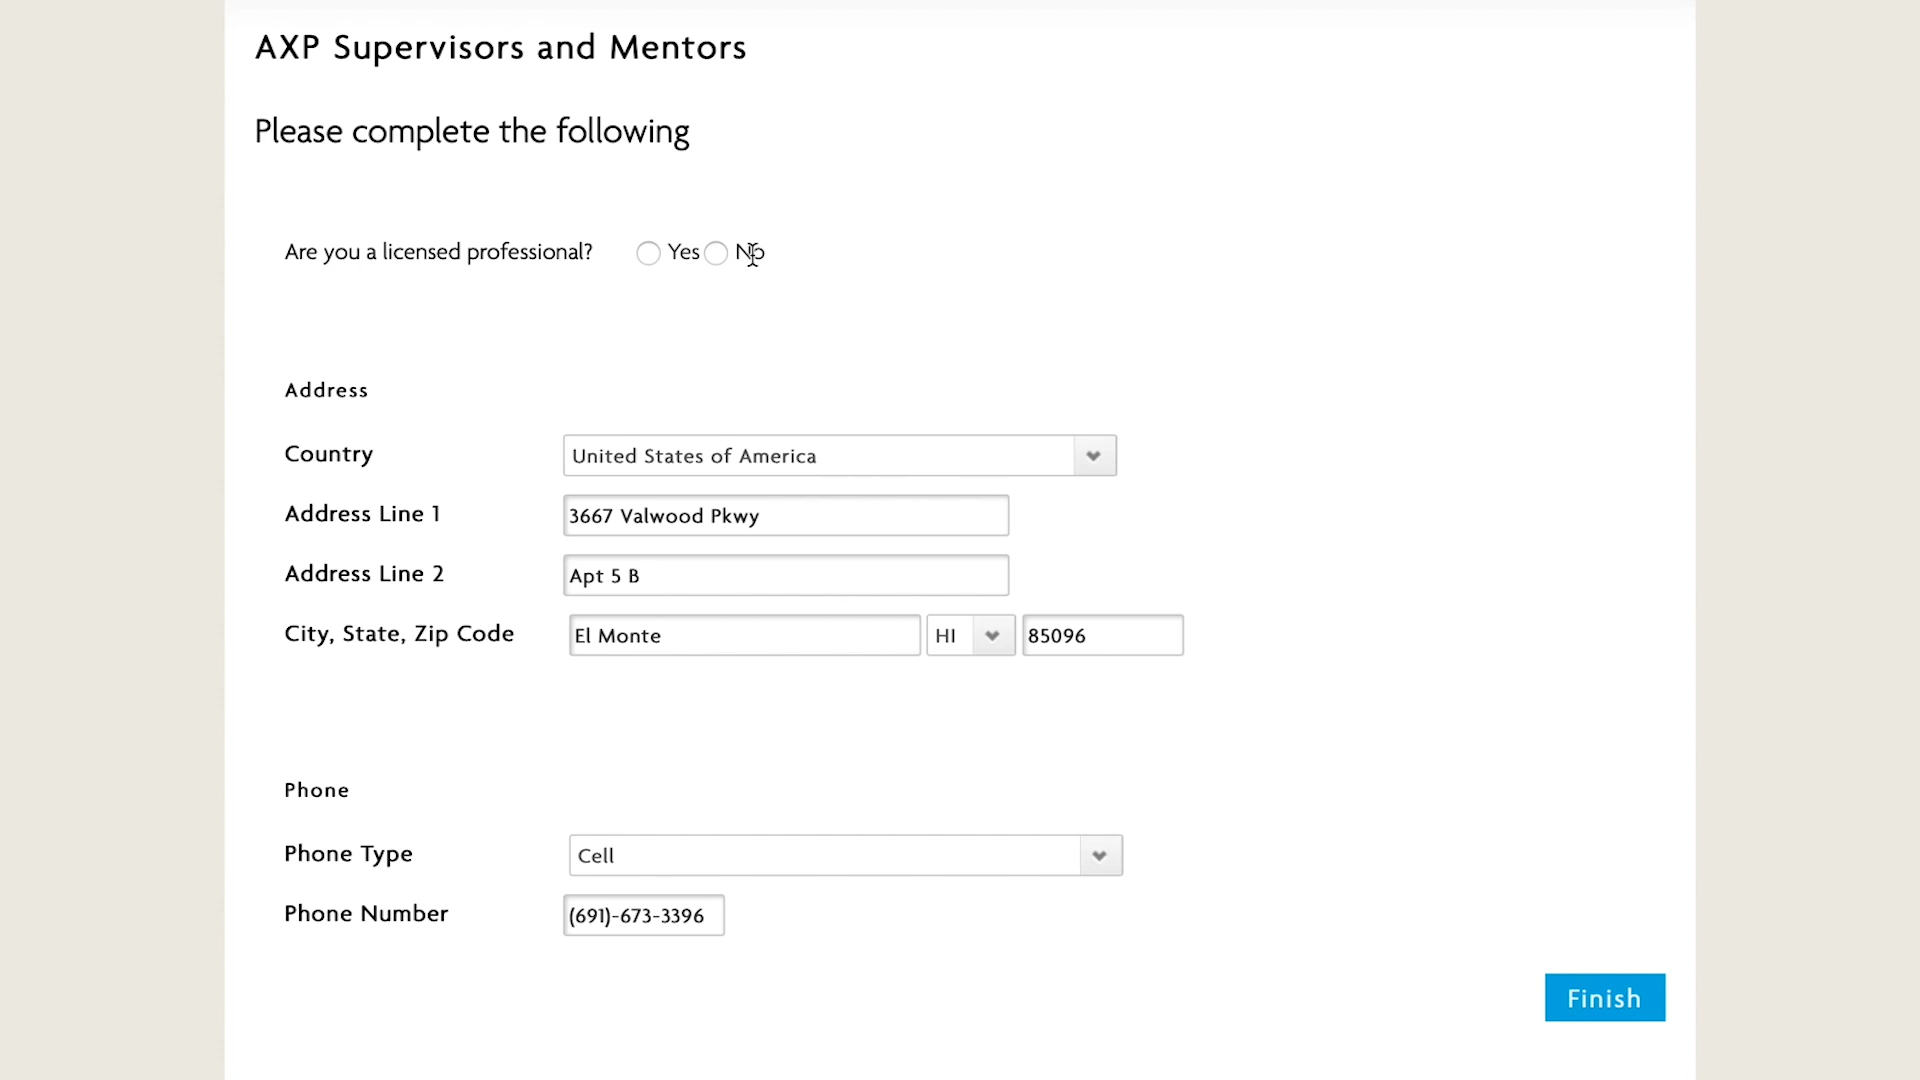 AXP Supervisors and Mentors
Please complete the following
Are you a licensed professional? Yes No
Address
Country United States of America
Address Line 1 3667 Valwood Pkwy
Address Line 2 Apt 5 B
City, State, Zip Code El Monte HI 85096
Phone
Phone Type Cell
Phone Number (691)-673-3396
Finish